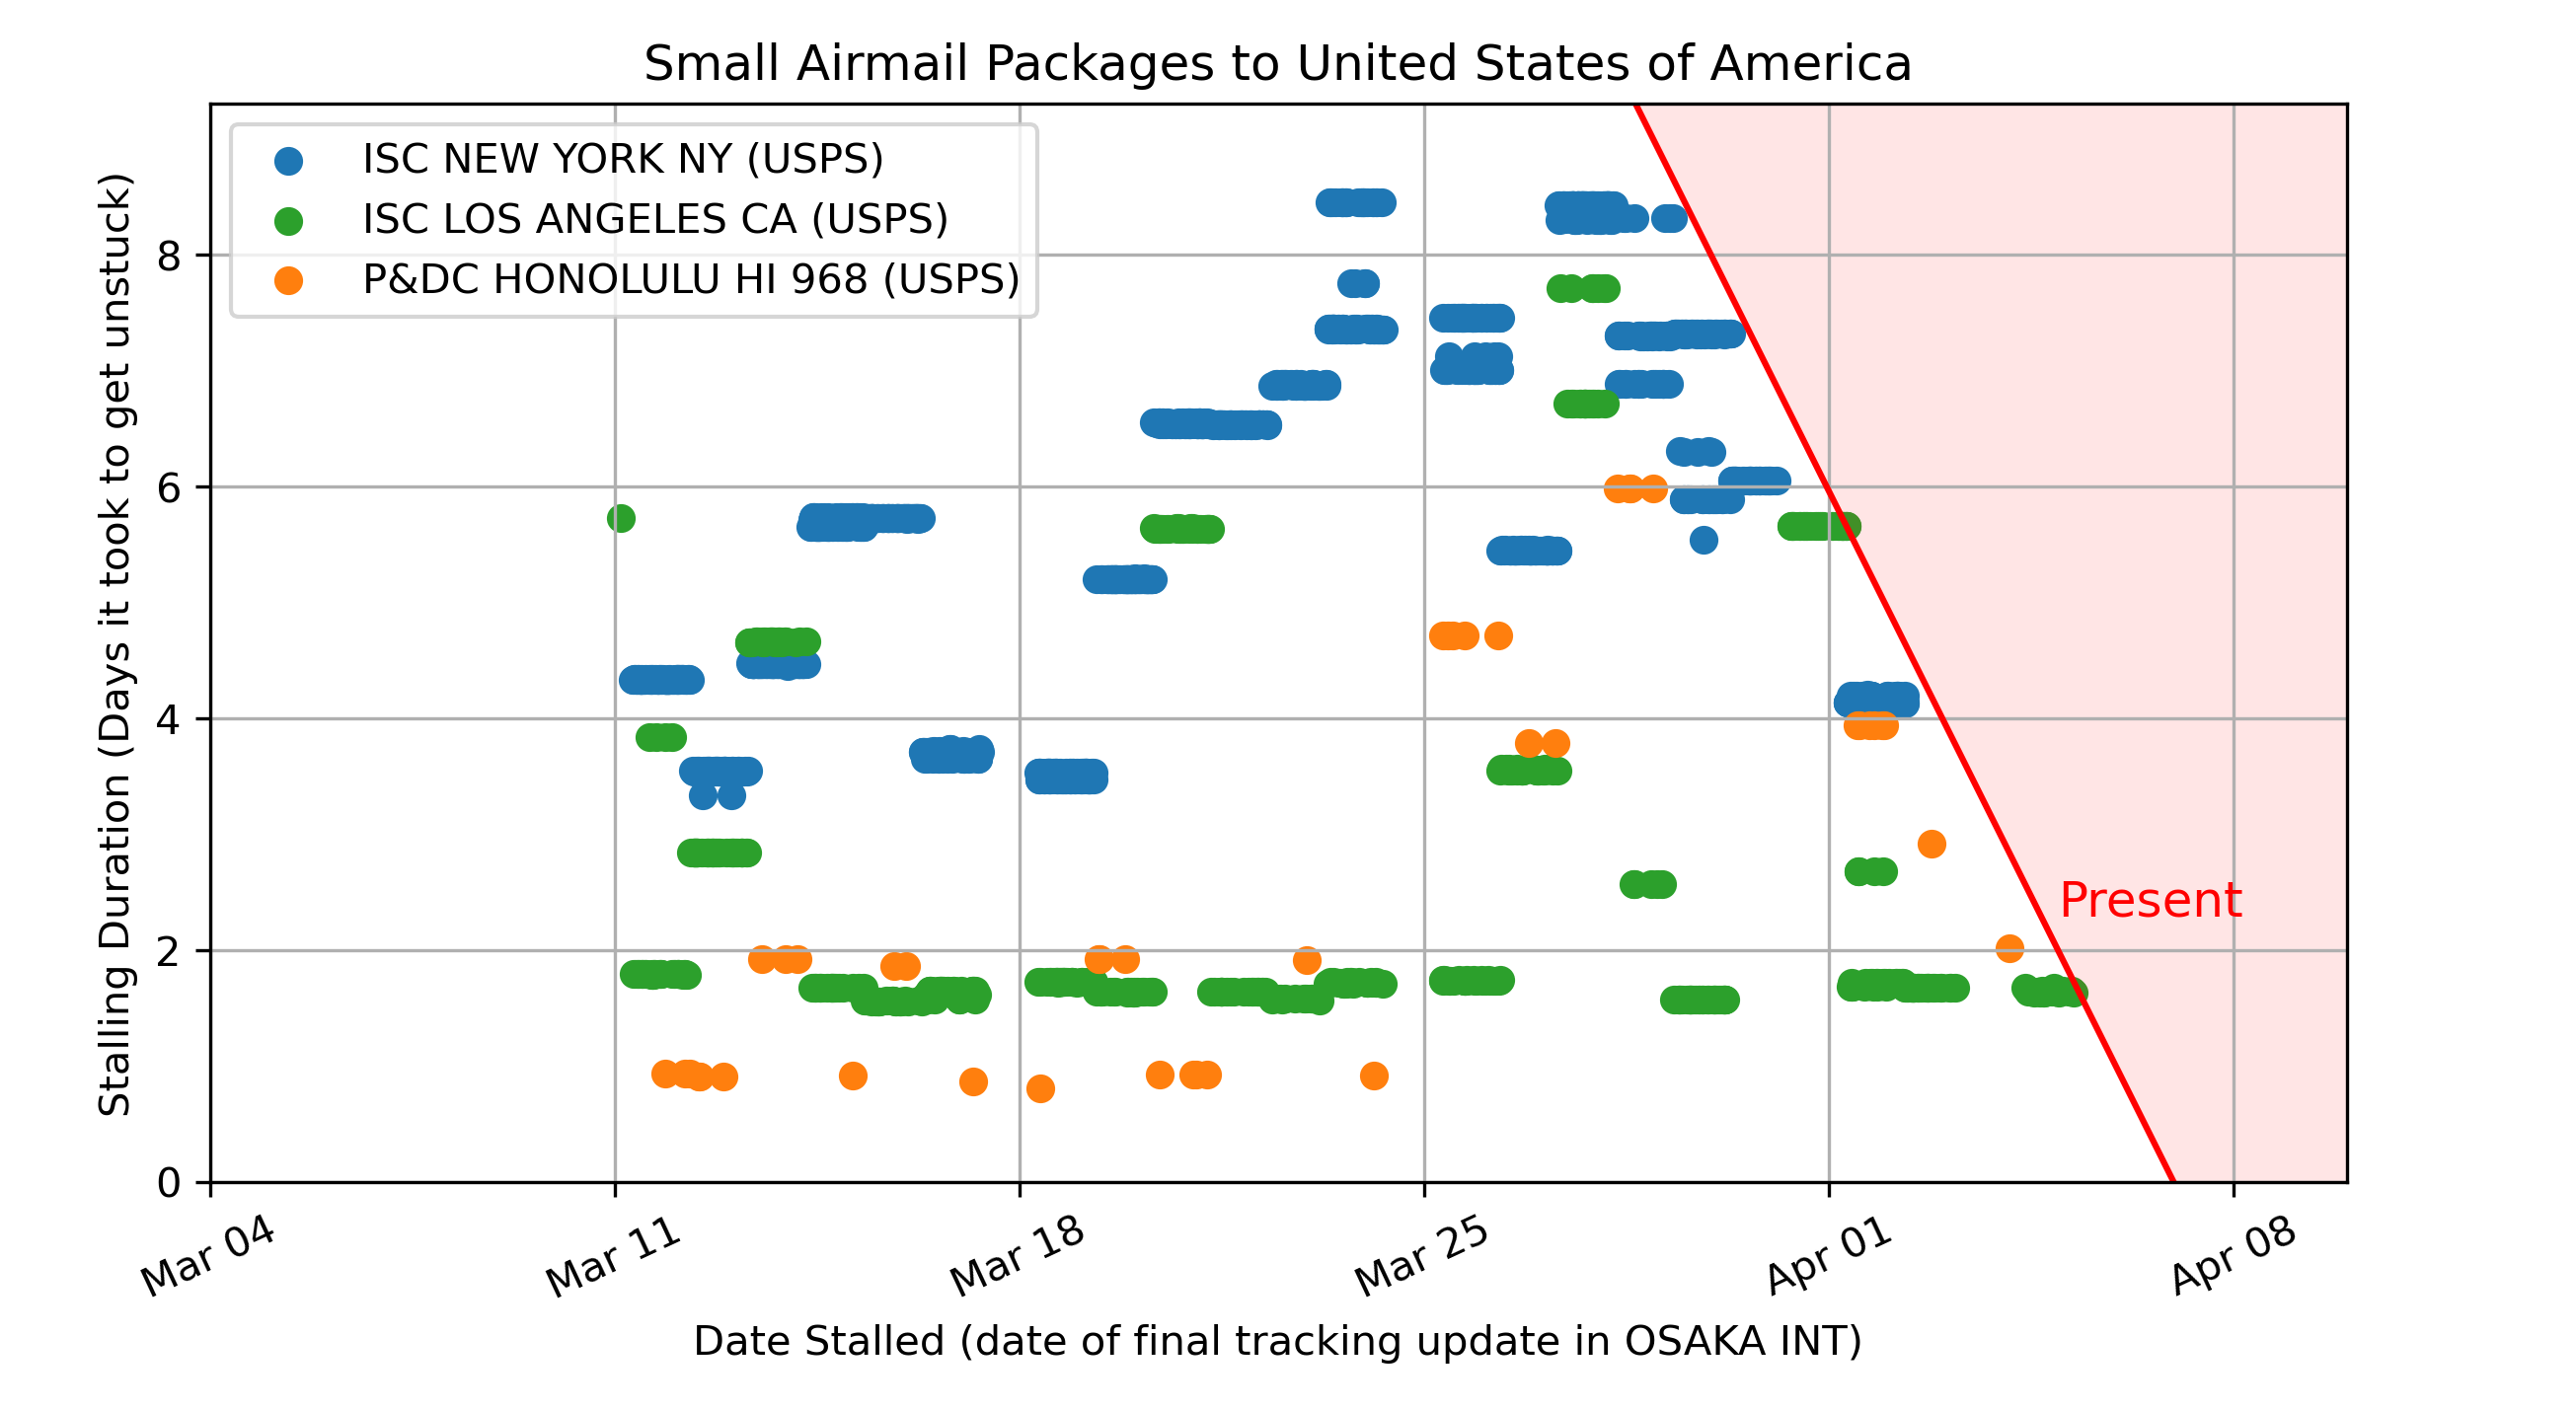 Small Airmail Packages to United States of America
ISC NEW YORK NY (USPS)
ISC LOS ANGELES CA (USPS)
P&DC HONOLULU HI 968 (USPS)
Stalling Duration (Days it took to get unstuck)
8
6
4
2
0
Present
Mar 04
Mar 11
Mar 18
Mar 25
Apr 01
Apr 08
Date Stalled (date of final tracking update in OSAKA INT)